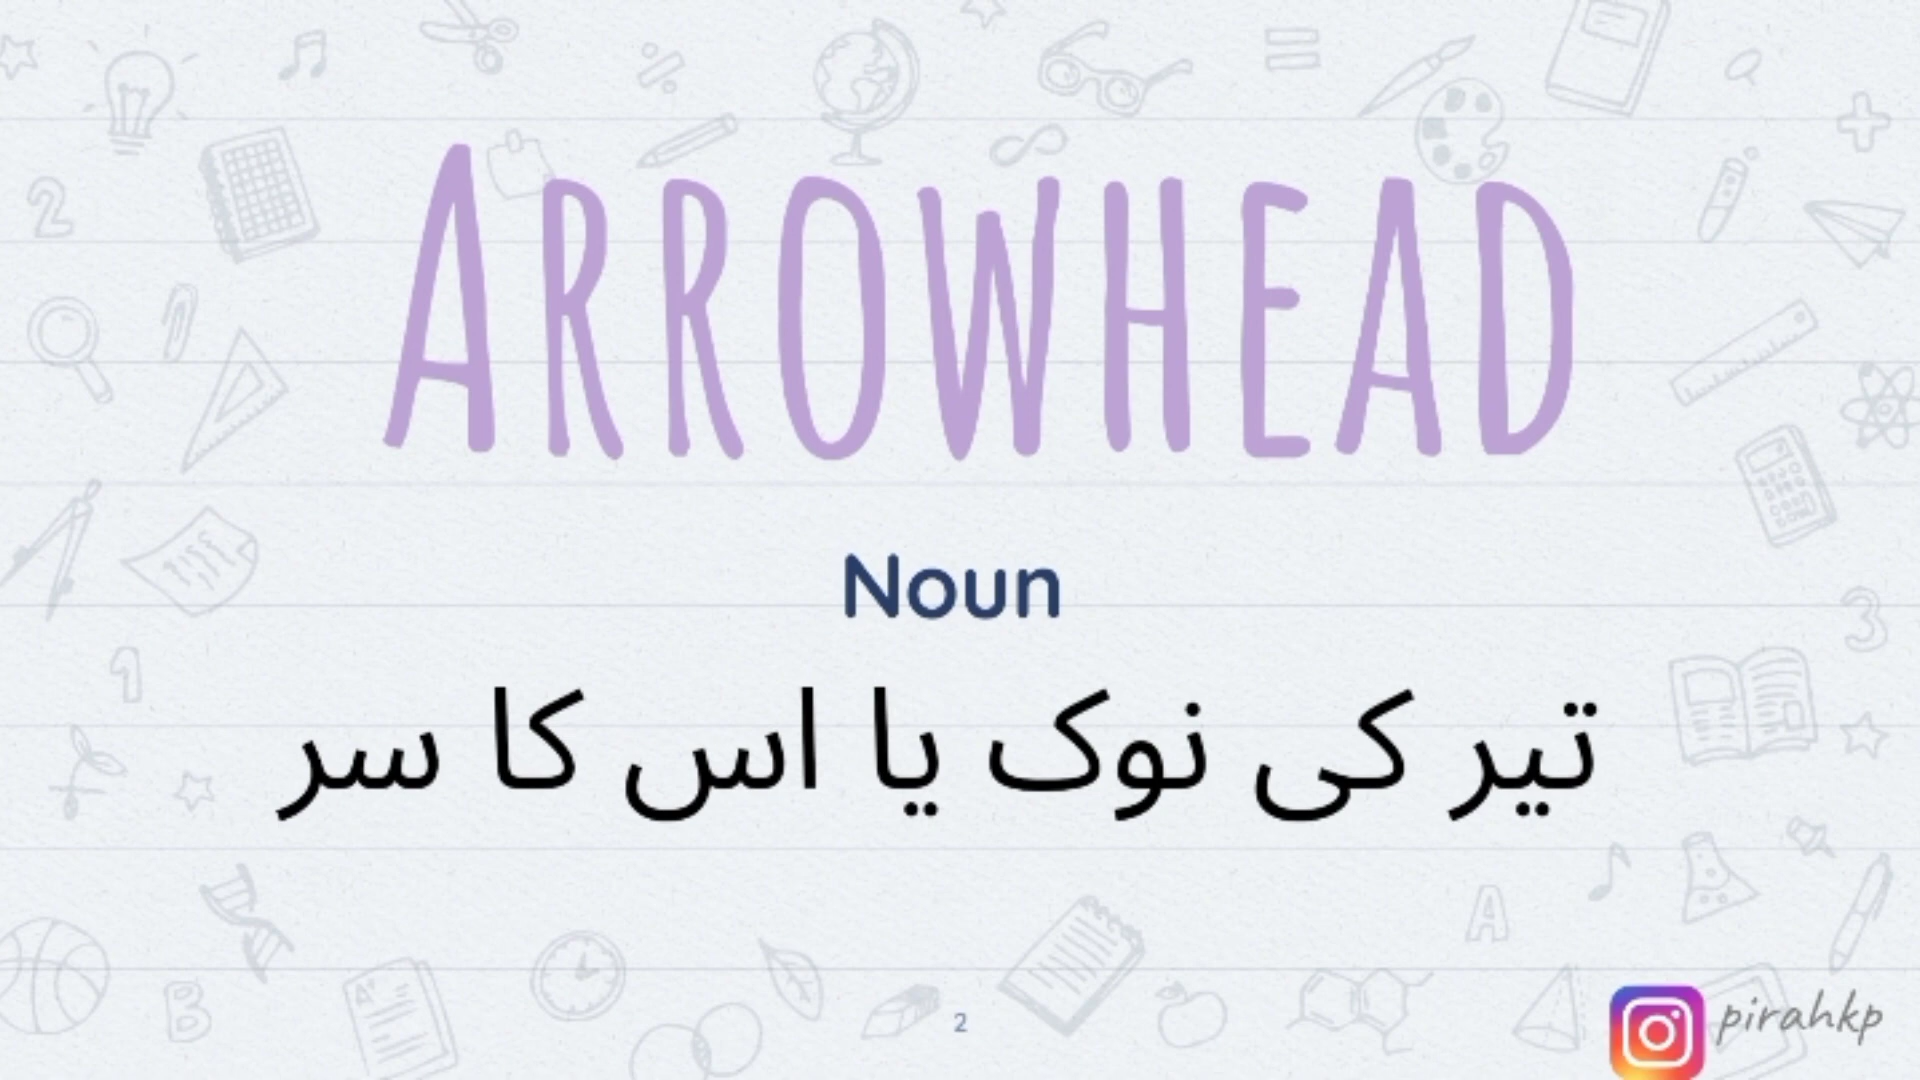 ARROWHEAD
Noun
تیر کی نوک یا اس کا سر
2
pirahkp